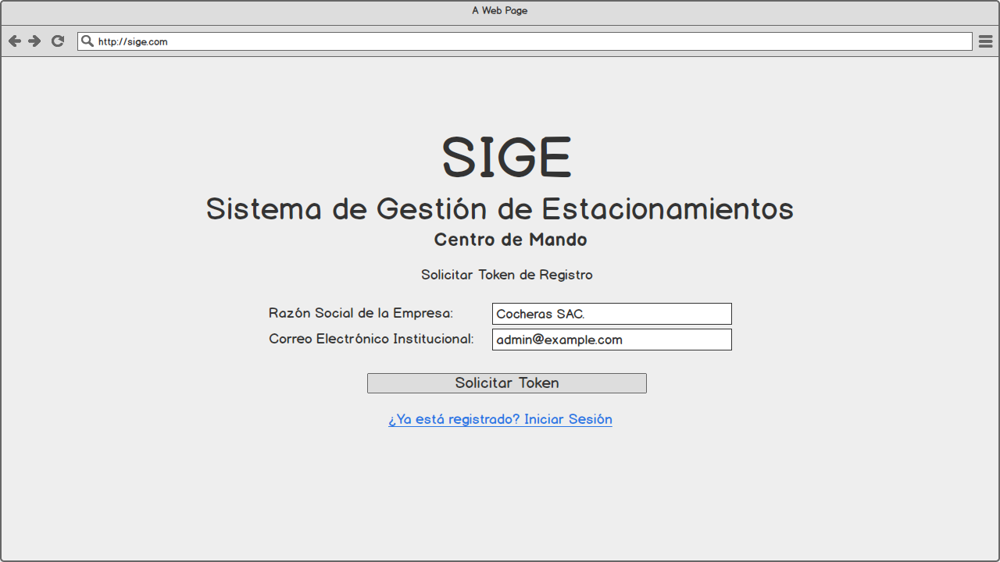 A Web Page
http://sige.com
SIGE
Sistema de Gestión de Estacionamientos
Centro de Mando
Solicitar Token de Registro
Razón Social de la Empresa: Cocheras SAC.
Correo Electrónico Institucional: admin@example.com
Solicitar Token
¿Ya está registrado? Iniciar Sesión